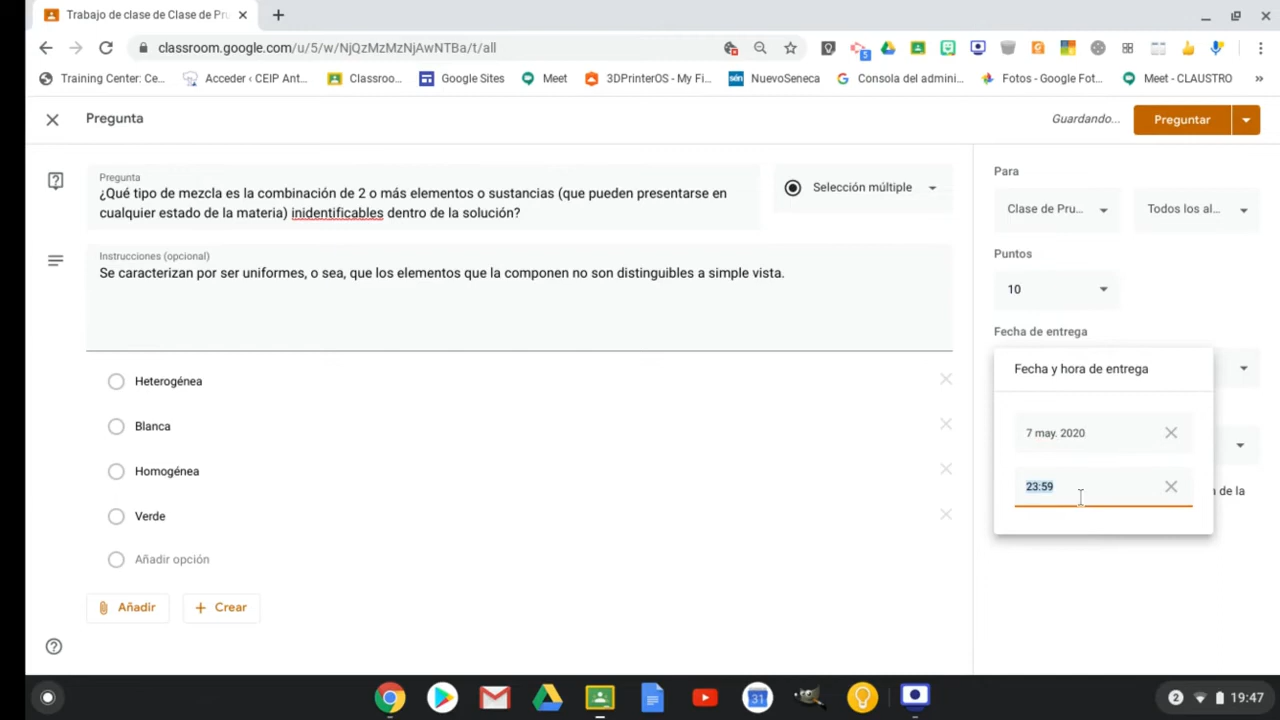 Trabajo de clase de Clase de Pru
classroom.google.com/u/5/w/NjQzMzMzNjAwNTBa/t/all
5
Training Center: Ce...
Acceder ‹ CEIP Ant...
Classroo...
Google Sites
Meet
3DPrinterOS - My Fi...
sén
NuevoSeneca
Consola del admini...
Fotos - Google Fot...
Meet - CLAUSTRO
»
Pregunta
Guardando...
Preguntar
Pregunta
¿Qué tipo de mezcla es la combinación de 2 o más elementos o sustancias (que pueden presentarse en
cualquier estado de la materia) inidentificables dentro de la solución?
Selección múltiple
Instrucciones (opcional)
Se caracterizan por ser uniformes, o sea, que los elementos que la componen no son distinguibles a simple vista.
Heterogénea
Blanca
Homogénea
Verde
Añadir opción
Añadir
Crear
Para
Clase de Pru...
Todos los al...
Puntos
10
Fecha de entrega
Fecha y hora de entrega
7 may. 2020
23:59
n de la
31
2
19:47